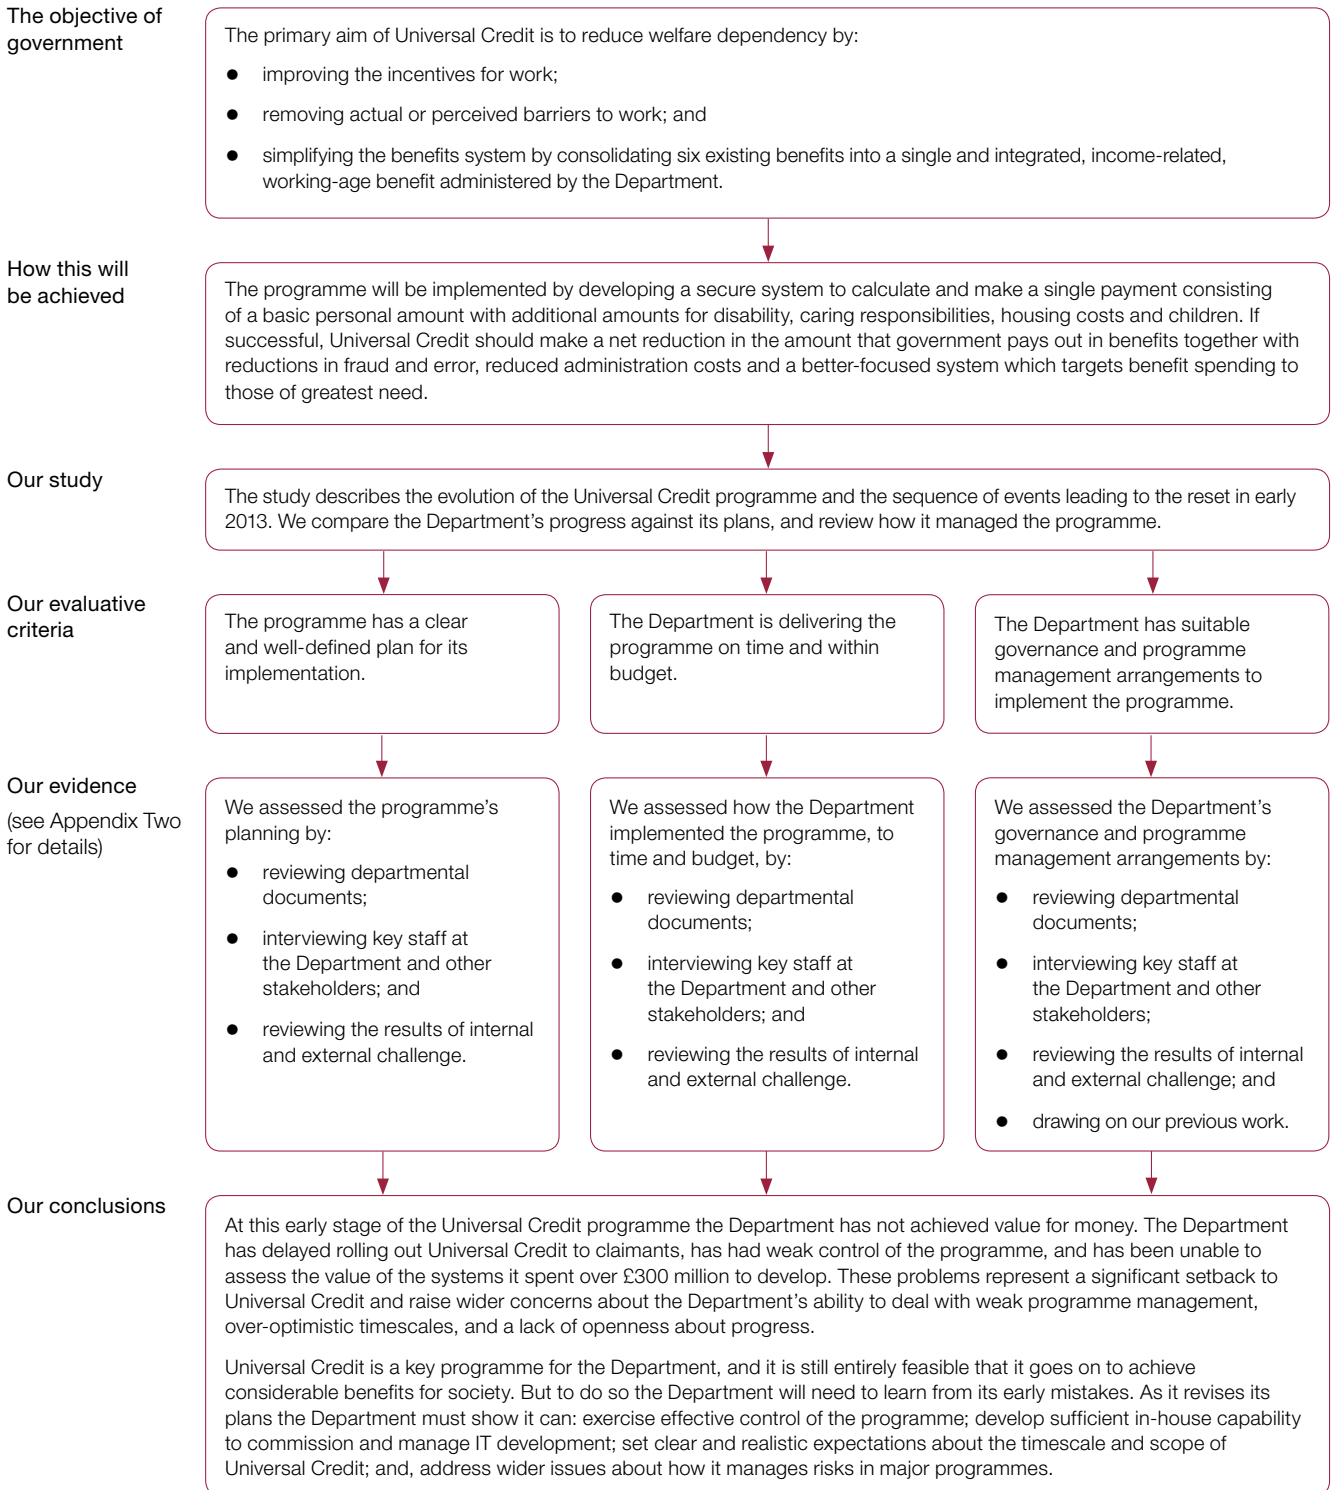 The objective of
government
The primary aim of Universal Credit is to reduce welfare dependency by:
● improving the incentives for work;
● removing actual or perceived barriers to work; and
● simplifying the benefits system by consolidating six existing benefits into a single and integrated, income-related,
working-age benefit administered by the Department.
How this will
be achieved
The programme will be implemented by developing a secure system to calculate and make a single payment consisting
of a basic personal amount with additional amounts for disability, caring responsibilities, housing costs and children. If
successful, Universal Credit should make a net reduction in the amount that government pays out in benefits together with
reductions in fraud and error, reduced administration costs and a better-focused system which targets benefit spending to
those of greatest need.
Our study
The study describes the evolution of the Universal Credit programme and the sequence of events leading to the reset in early
2013. We compare the Department's progress against its plans, and review how it managed the programme.
Our evaluative
criteria
The programme has a clear
and well-defined plan for its
implementation.
The Department is delivering the
programme on time and within
budget.
The Department has suitable
governance and programme
management arrangements to
implement the programme.
Our evidence
(see Appendix Two
for details)
We assessed the programme's
planning by:
● reviewing departmental
documents;
● interviewing key staff at
the Department and other
stakeholders; and
● reviewing the results of internal
and external challenge.
We assessed how the Department
implemented the programme, to
time and budget, by:
● reviewing departmental
documents;
● interviewing key staff at
the Department and other
stakeholders; and
● reviewing the results of internal
and external challenge.
We assessed the Department's
governance and programme
management arrangements by:
● reviewing departmental
documents;
● interviewing key staff at
the Department and other
stakeholders;
● reviewing the results of internal
and external challenge; and
● drawing on our previous work.
Our conclusions
At this early stage of the Universal Credit programme the Department has not achieved value for money. The Department
has delayed rolling out Universal Credit to claimants, has had weak control of the programme, and has been unable to
assess the value of the systems it spent over £300 million to develop. These problems represent a significant setback to
Universal Credit and raise wider concerns about the Department's ability to deal with weak programme management,
over-optimistic timescales, and a lack of openness about progress.
Universal Credit is a key programme for the Department, and it is still entirely feasible that it goes on to achieve
considerable benefits for society. But to do so the Department will need to learn from its early mistakes. As it revises its
plans the Department must show it can: exercise effective control of the programme; develop sufficient in-house capability
to commission and manage IT development; set clear and realistic expectations about the timescale and scope of
Universal Credit; and, address wider issues about how it manages risks in major programmes.